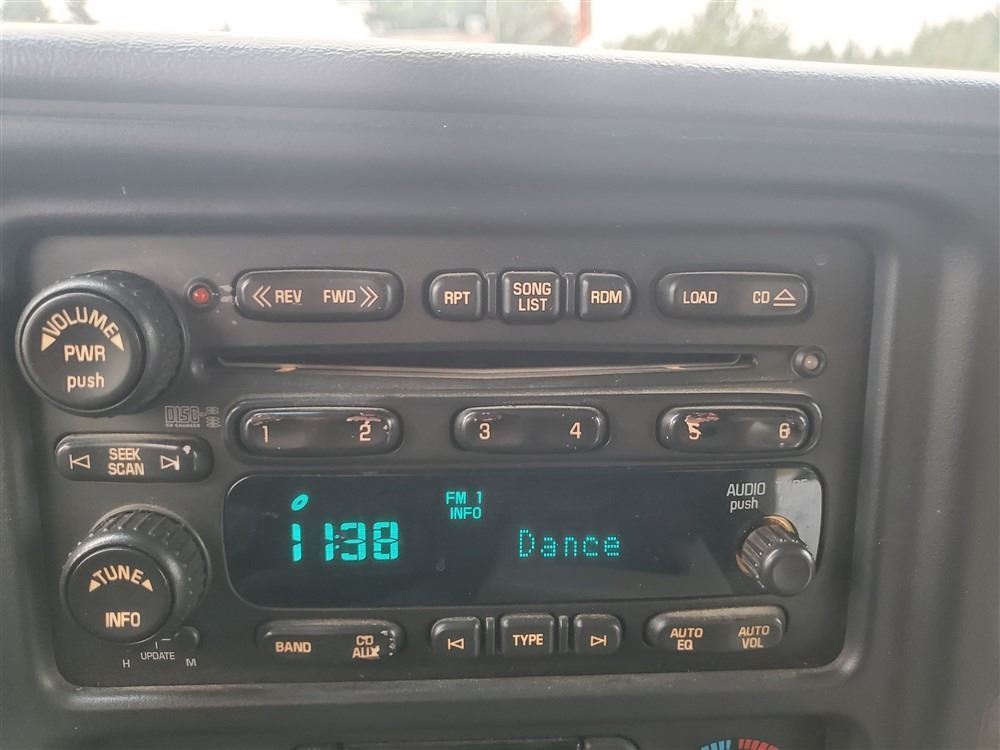 REV FWD
RPT
SONG
LIST
RDM
LOAD CD
VOLUME
PWR
push
DISC
1 2
3 4
5 6
SEEK
SCAN
AUDIO TYPE
push
FM 1
INFO
11:38
Dance
TUNE
INFO
H UPDATE M
BAND
CD
AUX
TYPE
AUTO
EQ
AUTO
VOL